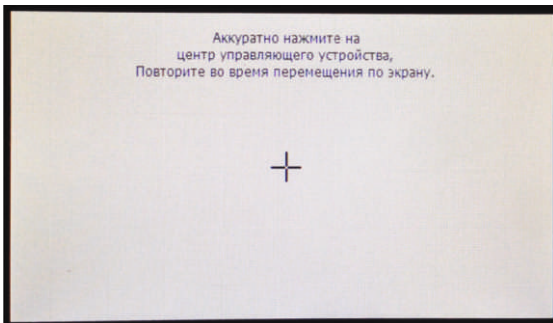 Аккуратно нажмите на
центр управляющего устройства,
Повторите во время перемещения по экрану.